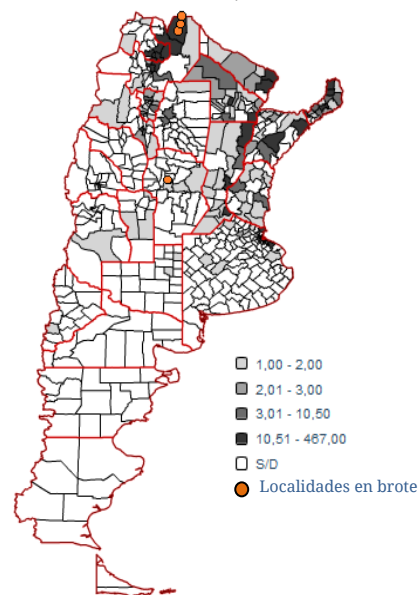 1,00 - 2,00
2,01 - 3,00
3,01 - 10,50
10,51 - 467,00
S/D
Localidades en brote